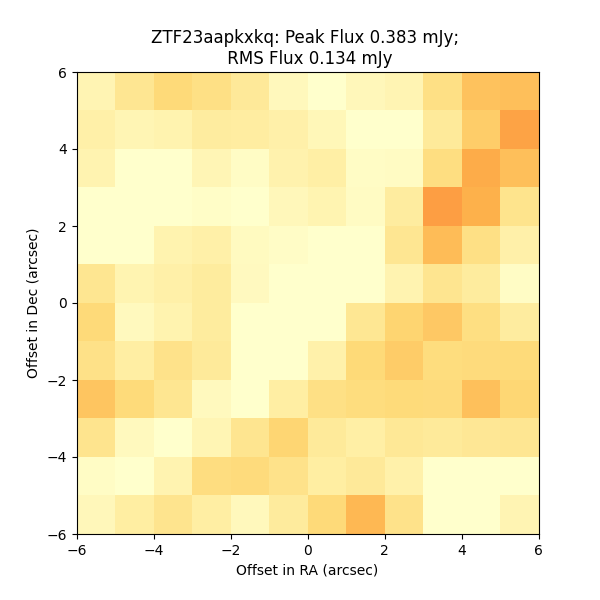 ZTF23aapkxkq: Peak Flux 0.383 mJy;
RMS Flux 0.134 mJy
6
4
2
0
−2
−4
−6
Offset in Dec (arcsec)
−6 −4 −2 0 2 4 6
Offset in RA (arcsec)